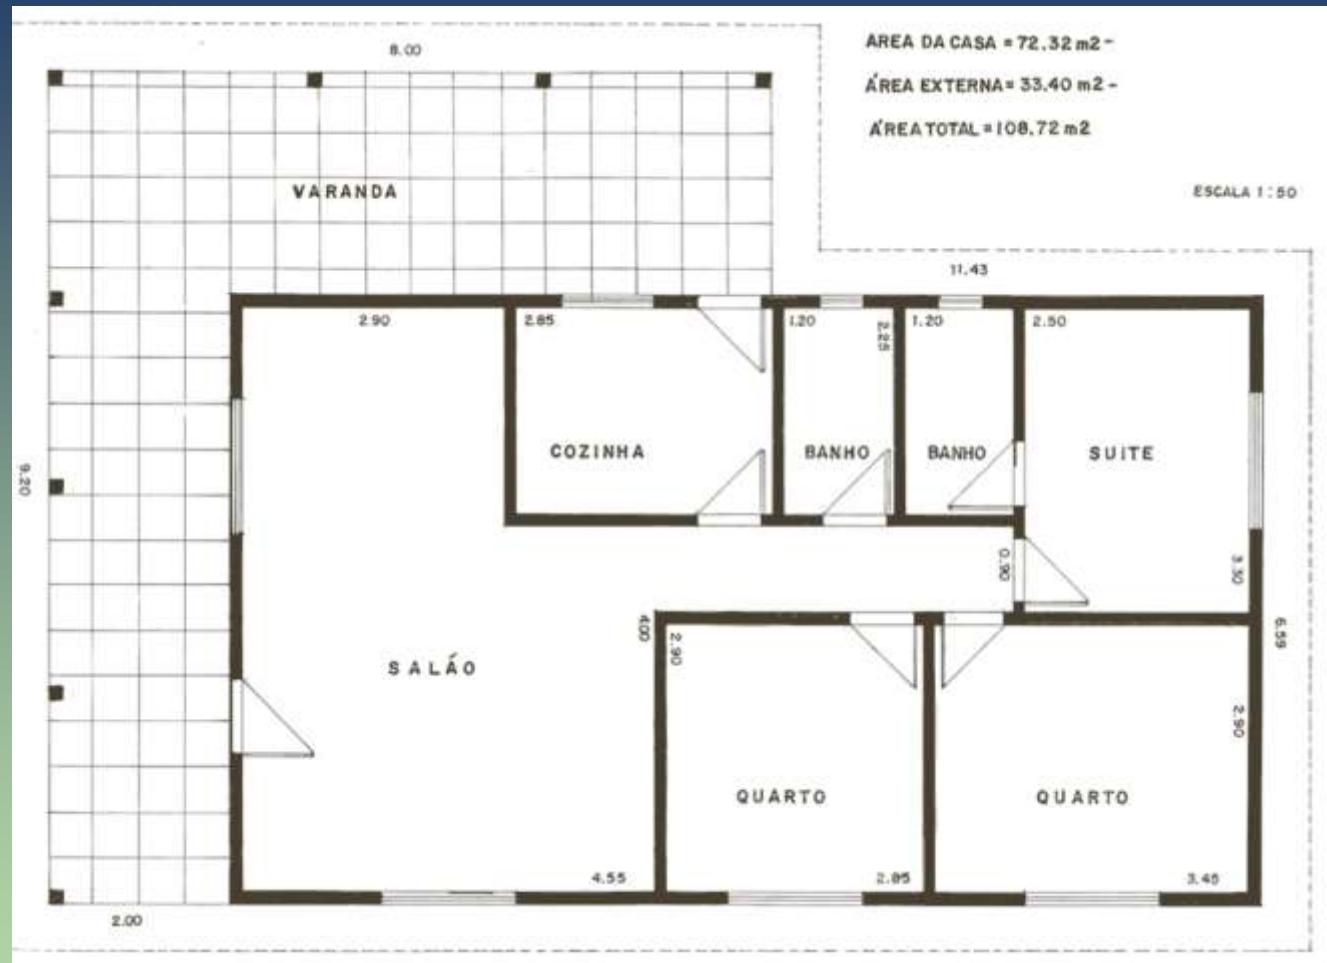 8.00
AREA DA CASA = 72.32 m2 -
ÁREA EXTERNA = 33.40 m2 -
ÁREA TOTAL = 108.72 m2
ESCALA 1:50
VARANDA
11.43
2.90
2.85
1.20
2.25
1.20
2.50
COZINHA
BANHO
BANHO
SUITE
9.20
0.90
3.30
4.00
2.90
6.59
SALÃO
2.90
QUARTO
QUARTO
4.55
2.85
3.45
2.00